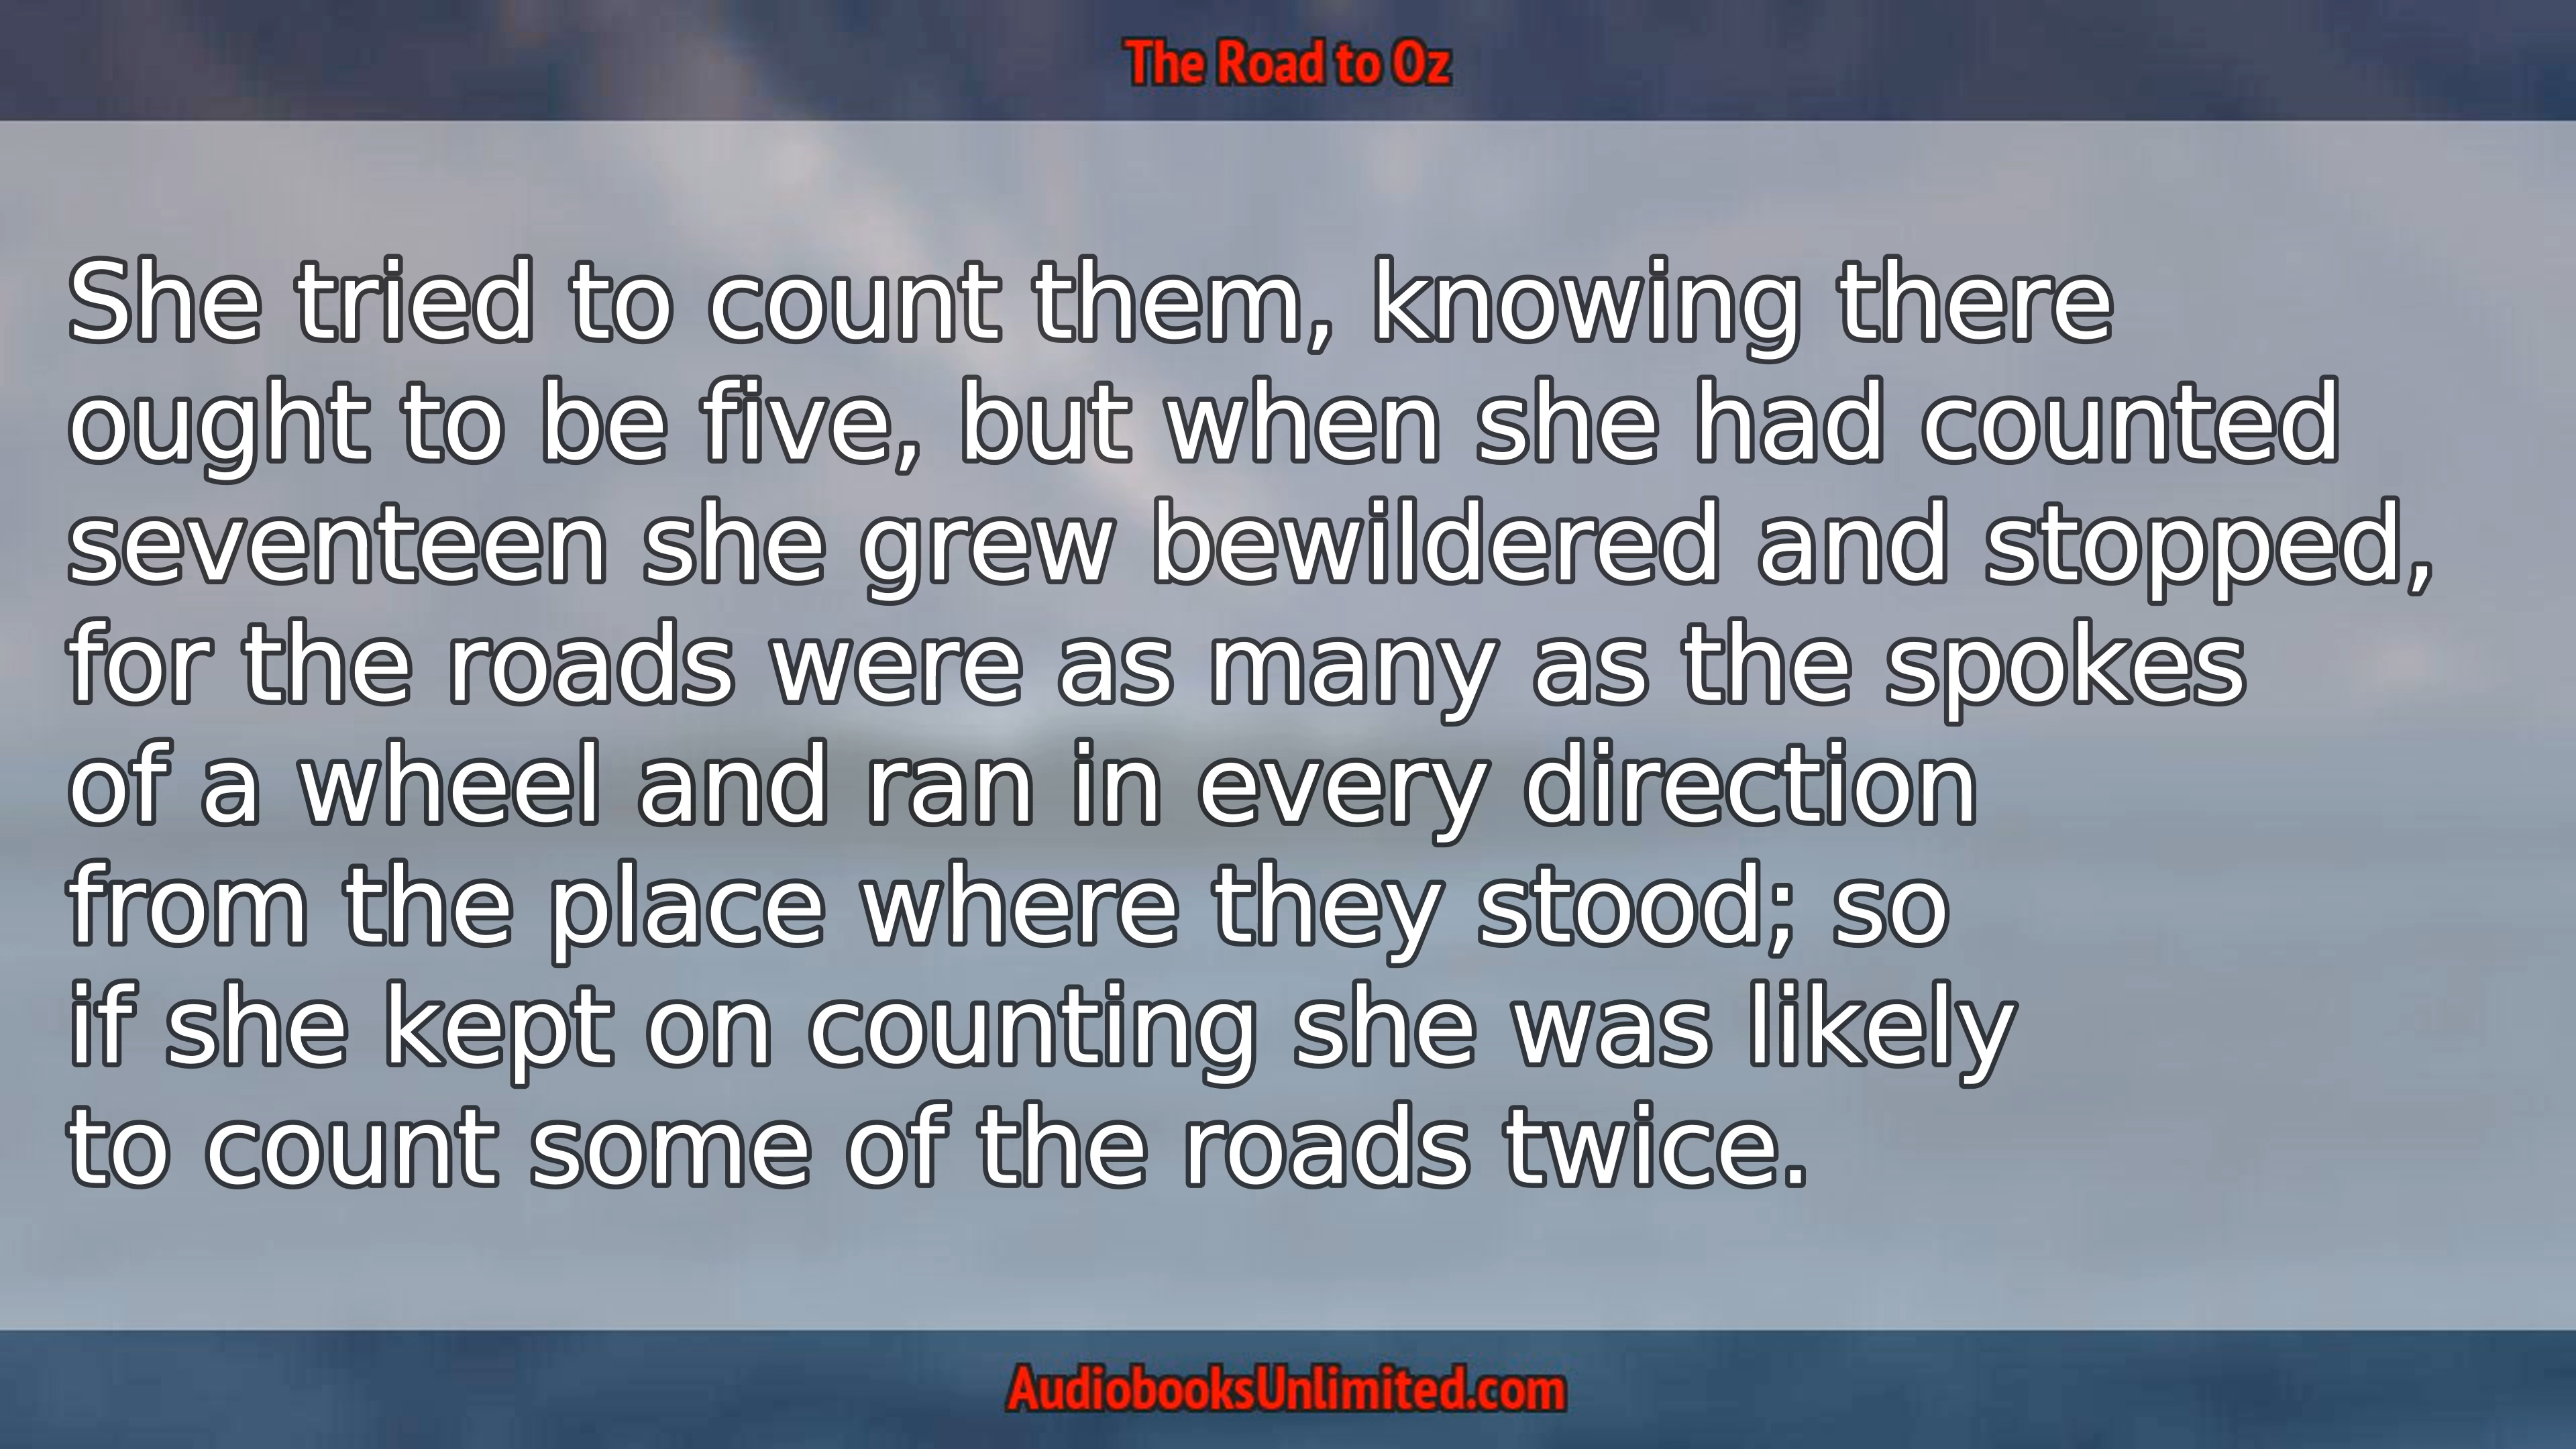 The Road to Oz
She tried to count them, knowing there
ought to be five, but when she had counted
seventeen she grew bewildered and stopped,
for the roads were as many as the spokes
of a wheel and ran in every direction
from the place where they stood; so
if she kept on counting she was likely
to count some of the roads twice.
AudiobooksUnlimited.com